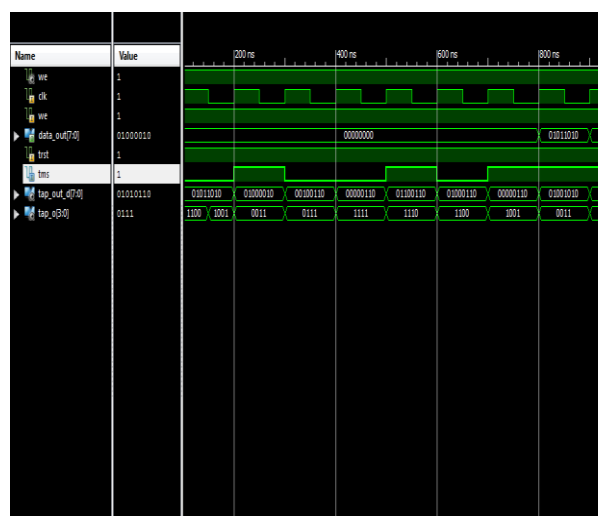 200 ns 400 ns 600 ns 800 ns
Name Value
we 1
clk 1
we 1
data_out[7:0] 01000010 00000000 01011010
trst 1
tms 1
tap_out_d[7:0] 01010110 01011010 01000010 00100110 00000110 01100110 01000110 00000110 01001010
tap_o[3:0] 0111 1100 1001 0011 0111 1111 1110 1100 1001 0011